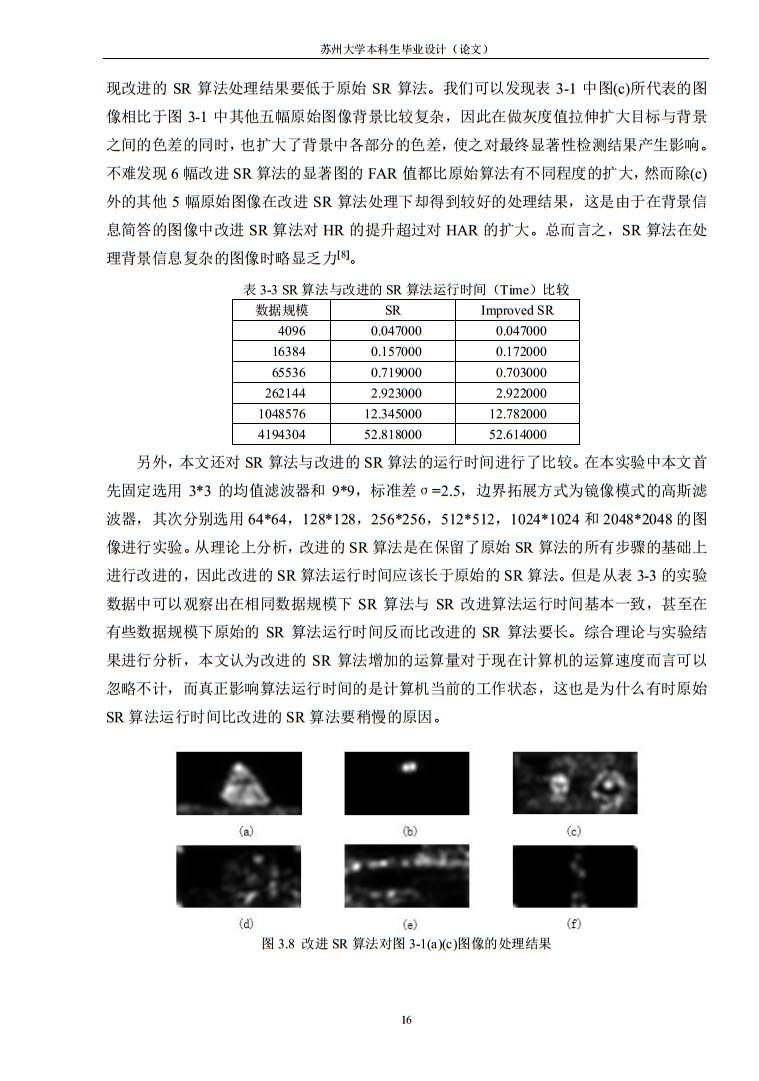 苏州大学本科生毕业设计（论文）
现改进的 SR 算法处理结果要低于原始 SR 算法。我们可以发现表 3-1 中图(c)所代表的图
像相比于图 3-1 中其他五幅原始图像背景比较复杂，因此在做灰度值拉伸扩大目标与背景
之间的色差的同时，也扩大了背景中各部分的色差，使之对最终显著性检测结果产生影响。
不难发现 6 幅改进 SR 算法的显著图的 FAR 值都比原始算法有不同程度的扩大，然而除(c)
外的其他 5 幅原始图像在改进 SR 算法处理下却得到较好的处理结果，这是由于在背景信
息简答的图像中改进 SR 算法对 HR 的提升超过对 HAR 的扩大。总而言之，SR 算法在处
理背景信息复杂的图像时略显乏力[8]。
表 3-3 SR 算法与改进的 SR 算法运行时间（Time）比较
数据规模 SR Improved SR
4096 0.047000 0.047000
16384 0.157000 0.172000
65536 0.719000 0.703000
262144 2.923000 2.922000
1048576 12.345000 12.782000
4194304 52.818000 52.614000
另外，本文还对 SR 算法与改进的 SR 算法的运行时间进行了比较。在本实验中本文首
先固定选用 3*3 的均值滤波器和 9*9，标准差σ=2.5，边界拓展方式为镜像模式的高斯滤
波器，其次分别选用 64*64，128*128，256*256，512*512，1024*1024 和 2048*2048 的图
像进行实验。从理论上分析，改进的 SR 算法是在保留了原始 SR 算法的所有步骤的基础上
进行改进的，因此改进的 SR 算法运行时间应该长于原始的 SR 算法。但是从表 3-3 的实验
数据中可以观察出在相同数据规模下 SR 算法与 SR 改进算法运行时间基本一致，甚至在
有些数据规模下原始的 SR 算法运行时间反而比改进的 SR 算法要长。综合理论与实验结
果进行分析，本文认为改进的 SR 算法增加的运算量对于现在计算机的运算速度而言可以
忽略不计，而真正影响算法运行时间的是计算机当前的工作状态，这也是为什么有时原始
SR 算法运行时间比改进的 SR 算法要稍慢的原因。
(a) (b) (c)
(d) (e) (f)
图 3.8 改进 SR 算法对图 3-1(a)(c)图像的处理结果
16